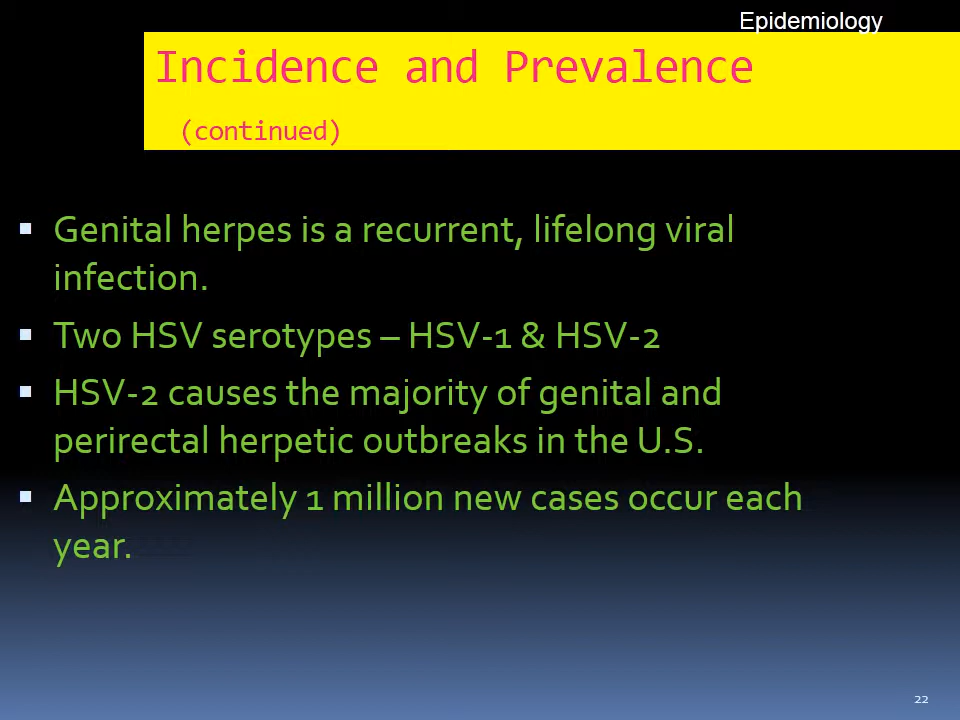 Epidemiology
Incidence and Prevalence
(continued)
▪ Genital herpes is a recurrent, lifelong viral
infection.
▪ Two HSV serotypes – HSV-1 & HSV-2
▪ HSV-2 causes the majority of genital and
perirectal herpetic outbreaks in the U.S.
▪ Approximately 1 million new cases occur each
year.
22